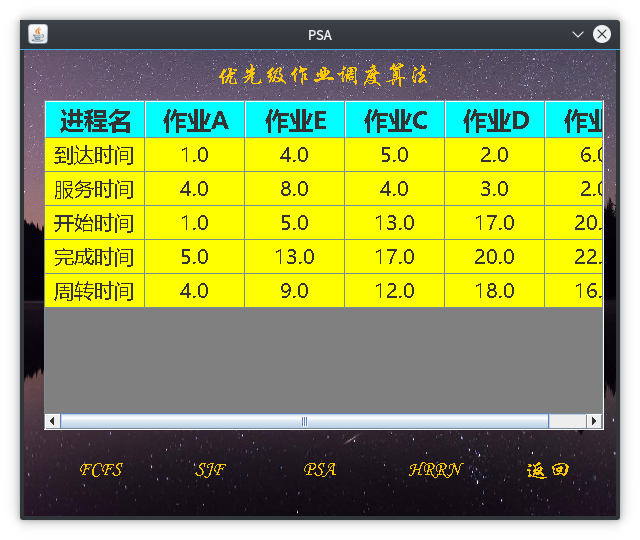 PSA
优先级作业调度算法
进程名 作业A 作业E 作业C 作业D 作业
到达时间 1.0 4.0 5.0 2.0 6.0
服务时间 4.0 8.0 4.0 3.0 2.0
开始时间 1.0 5.0 13.0 17.0 20.
完成时间 5.0 13.0 17.0 20.0 22.
周转时间 4.0 9.0 12.0 18.0 16.
FCFS SJF PSA HRRN 返回